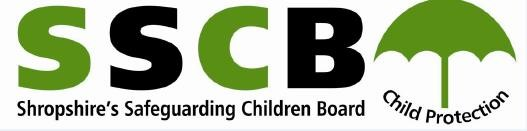 SSCB
Shropshire's Safeguarding Children Board
Child Protection